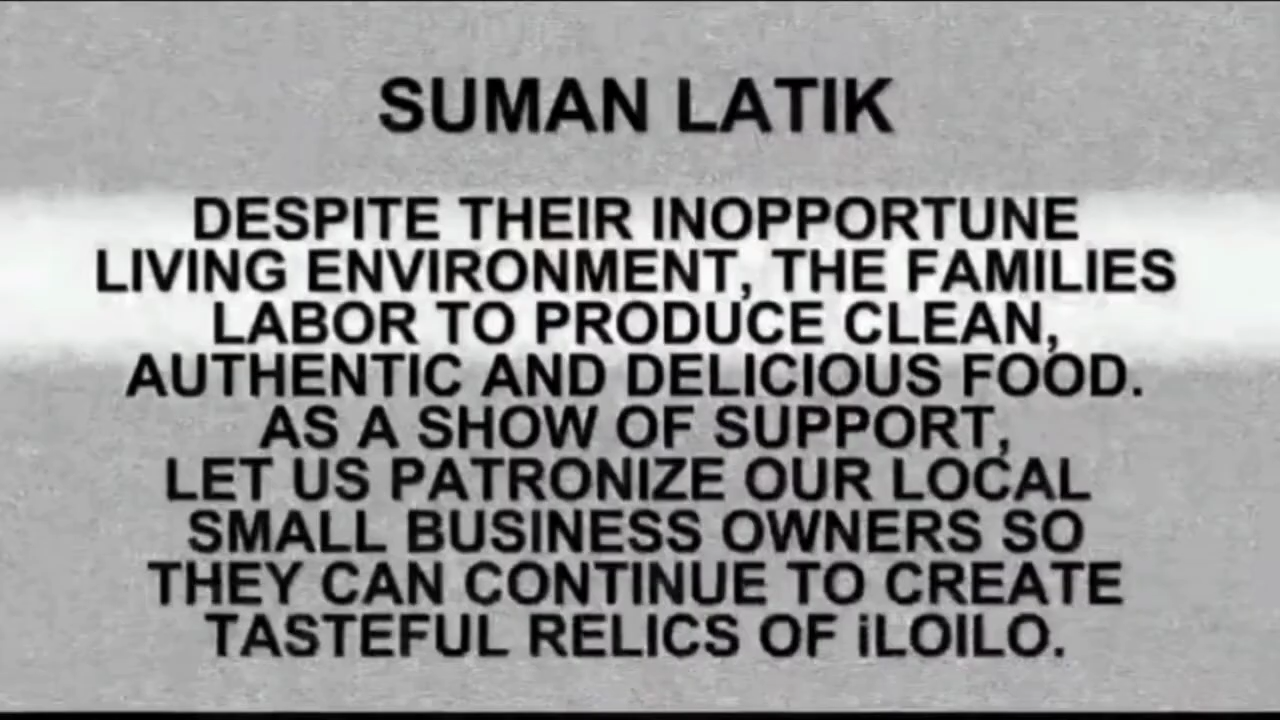 SUMAN LATIK
DESPITE THEIR INOPPORTUNE
LIVING ENVIRONMENT, THE FAMILIES
LABOR TO PRODUCE CLEAN,
AUTHENTIC AND DELICIOUS FOOD.
AS A SHOW OF SUPPORT,
LET US PATRONIZE OUR LOCAL
SMALL BUSINESS OWNERS SO
THEY CAN CONTINUE TO CREATE
TASTEFUL RELICS OF iLOILO.